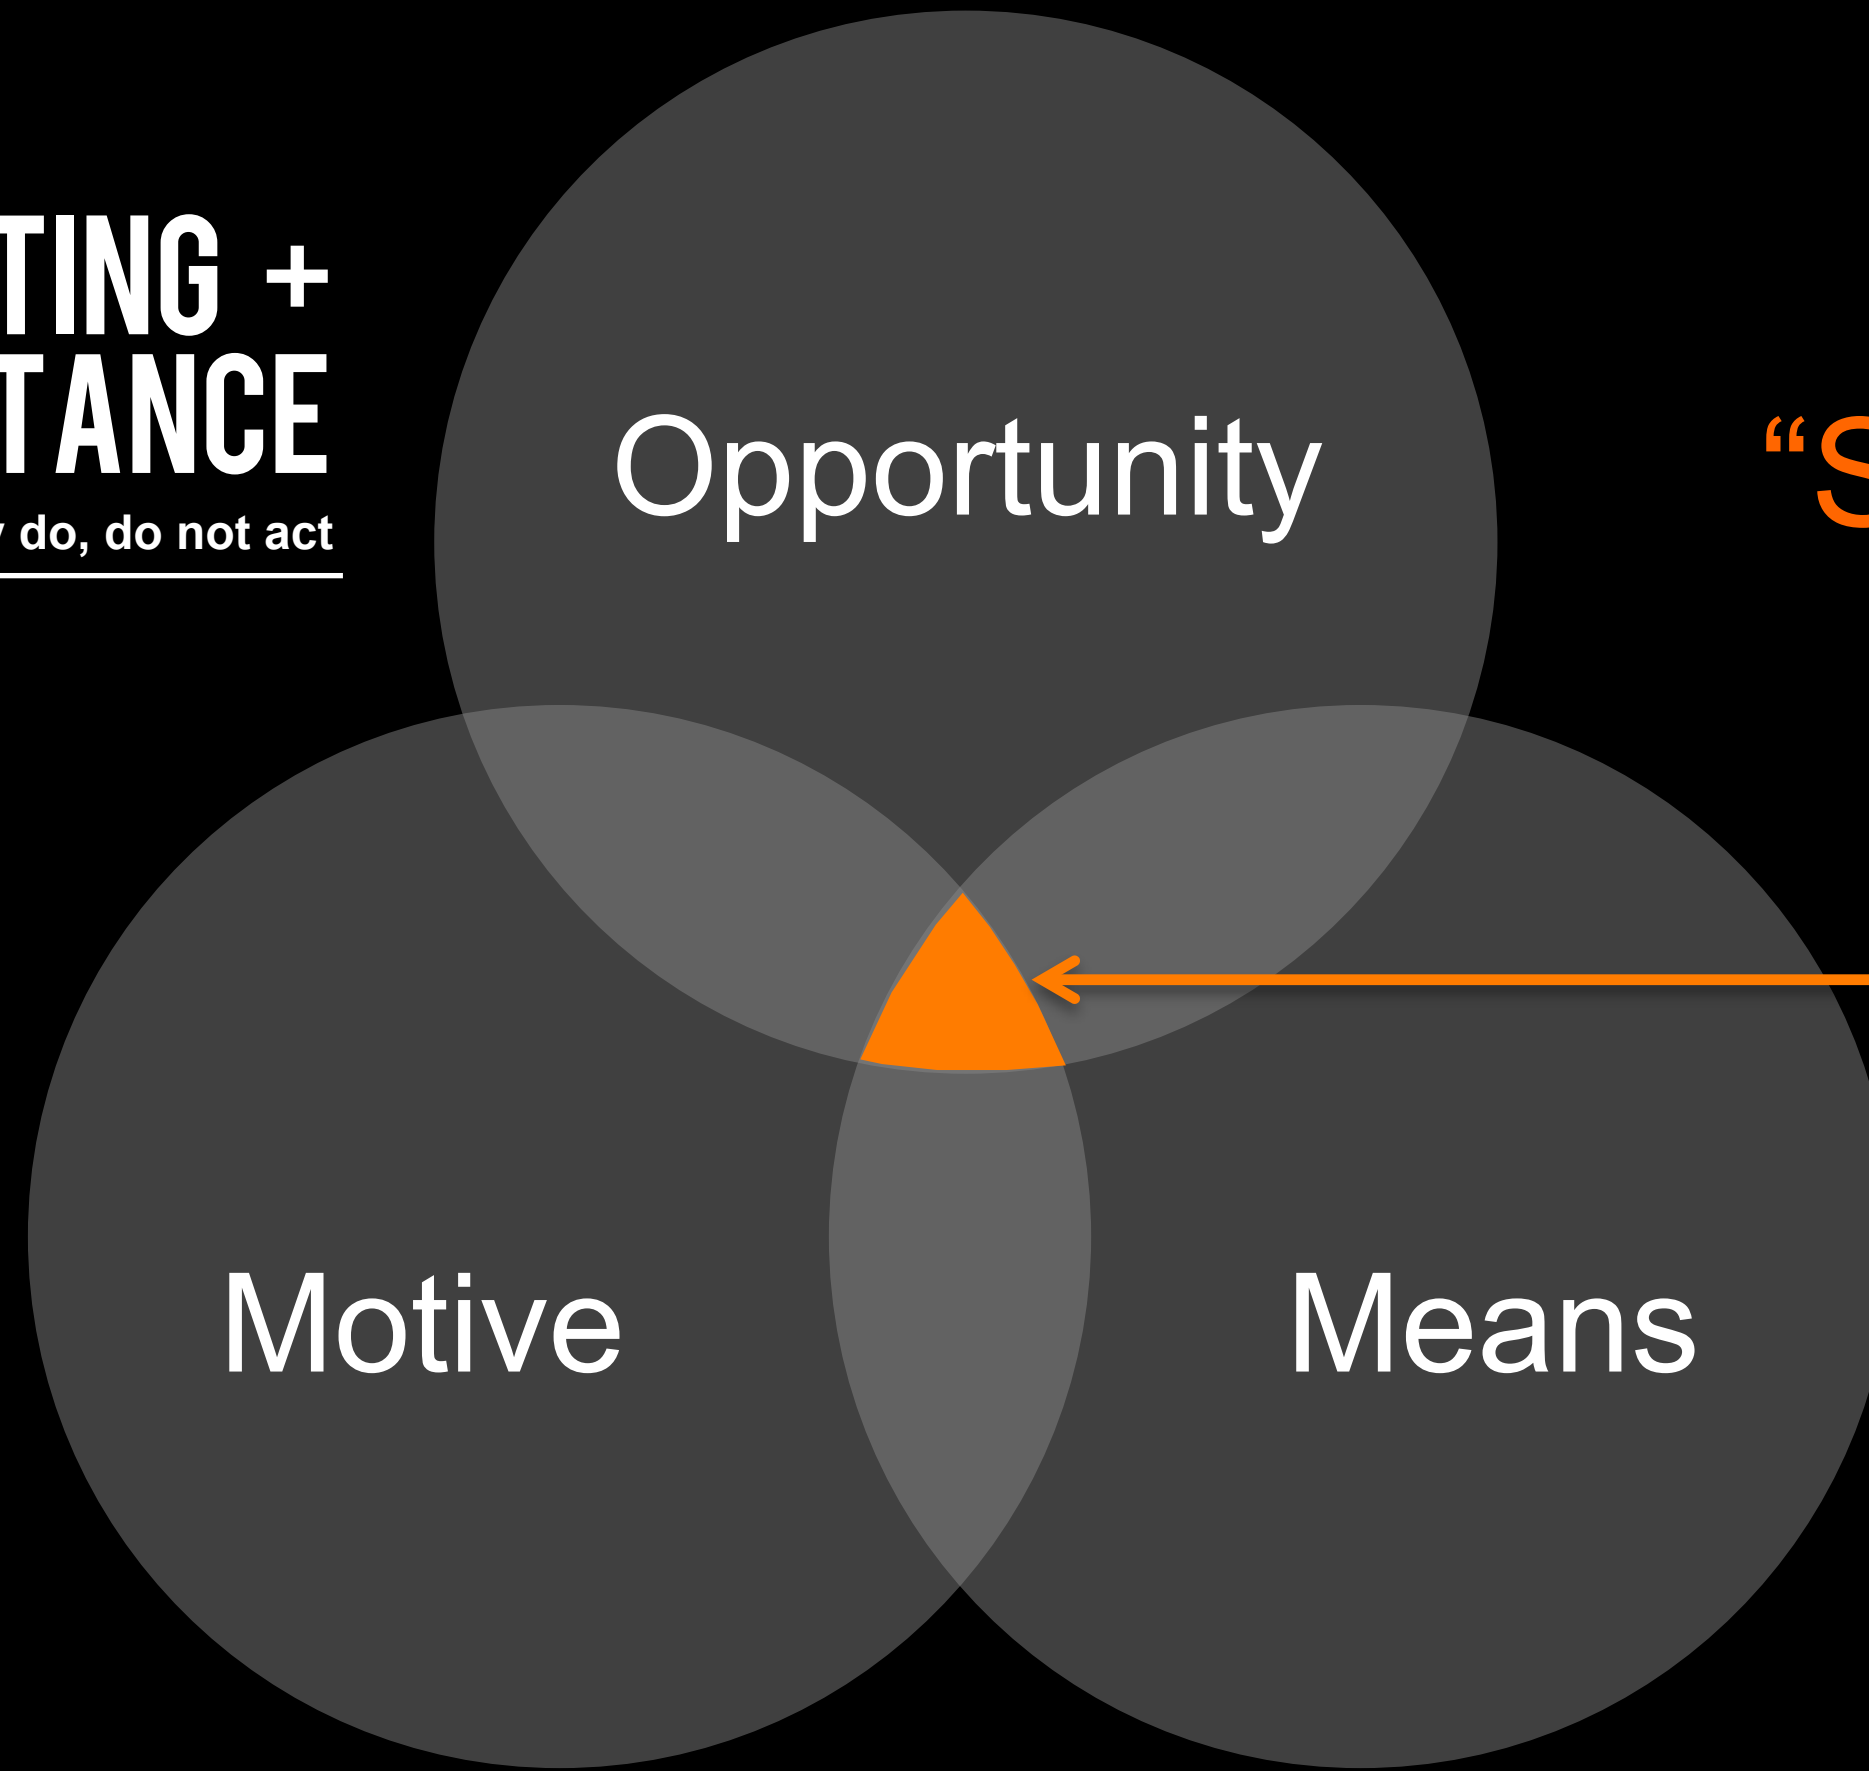 TING +
TANCE
do, do not act
Opportunity
“S
Motive
Means